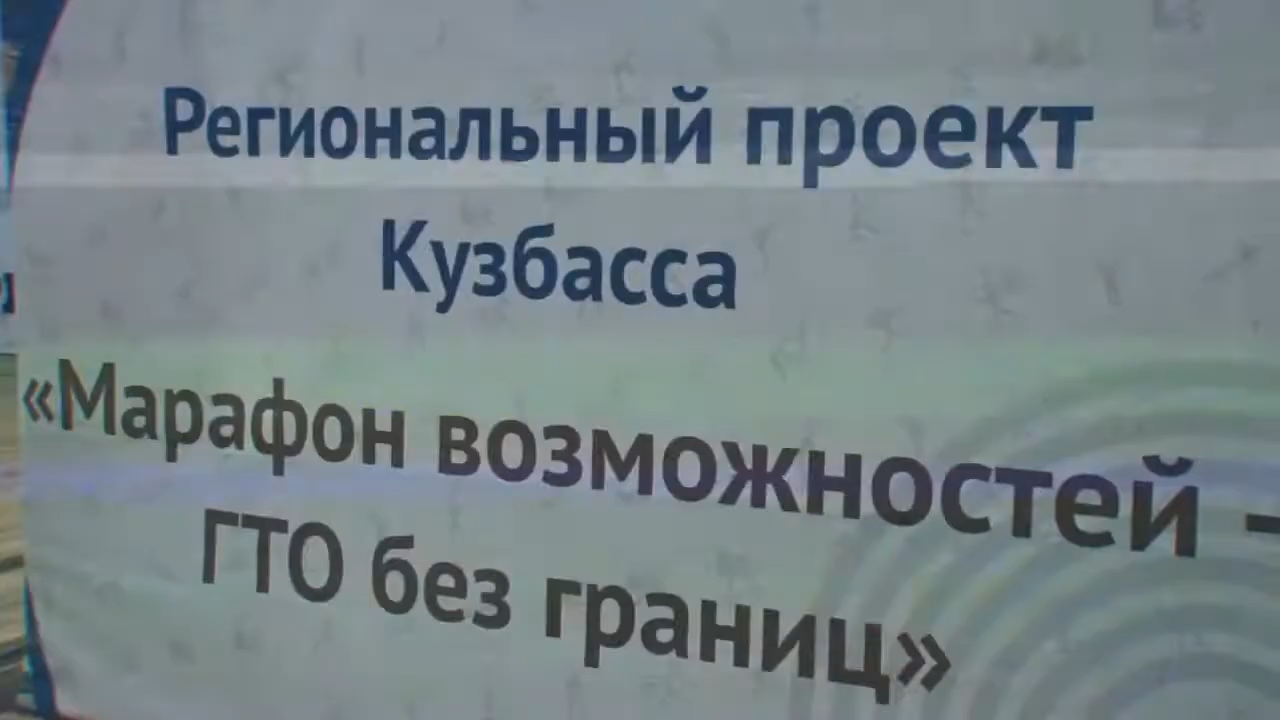 Региональный проект
Кузбасса
«Марафон возможностей –
ГТО без границ»